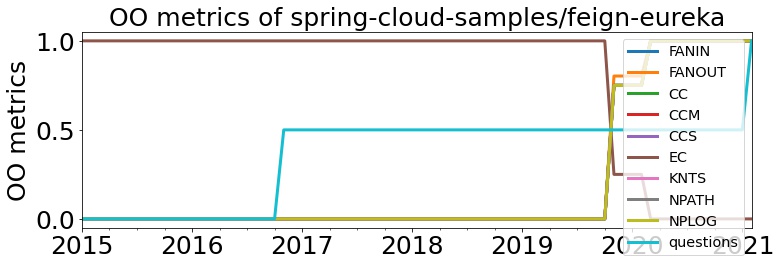 OO metrics of spring-cloud-samples/feign-eureka
OO metrics
1.0
0.5
0.0
2015 2016 2017 2018 2019 2020 2021
FANIN
FANOUT
CC
CCM
CCS
EC
KNTS
NPATH
NPLOG
questions